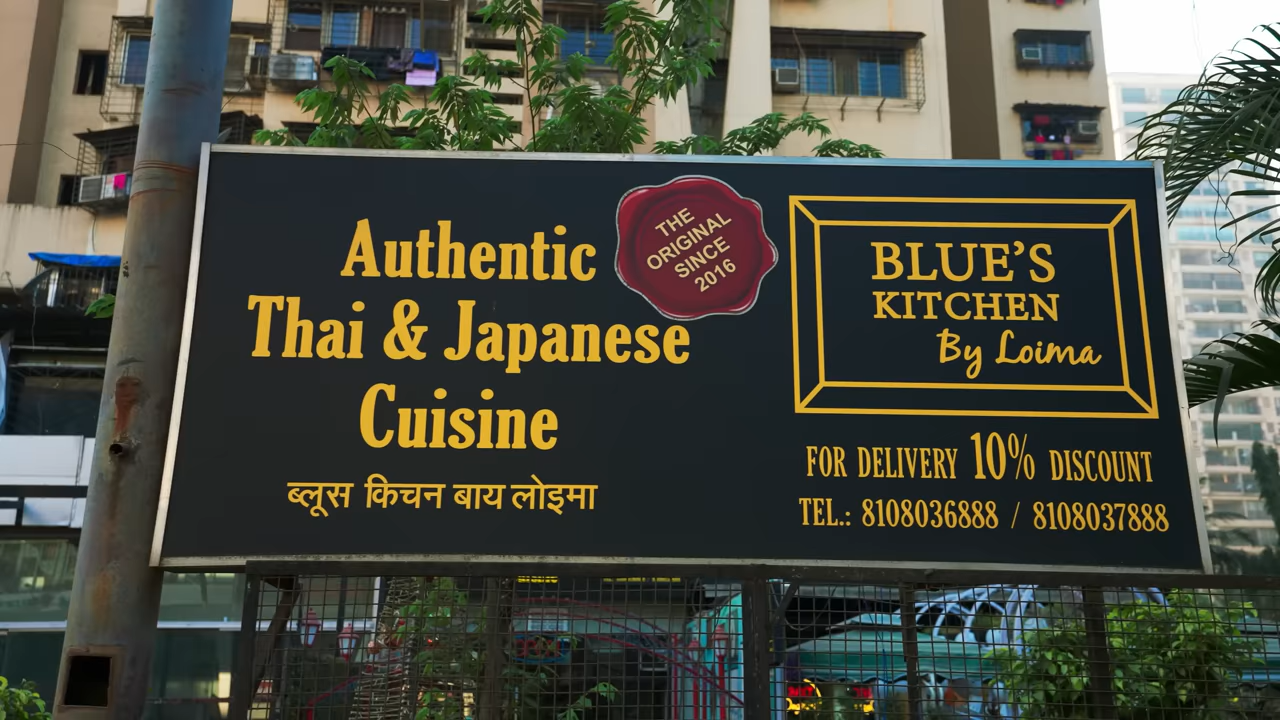 Authentic
Thai & Japanese
Cuisine
ब्लूस किचन बाय लोइमा
THE
ORIGINAL
SINCE
2016
BLUE'S
KITCHEN
By Loima
FOR DELIVERY 10% DISCOUNT
TEL.: 8108036888 / 8108037888